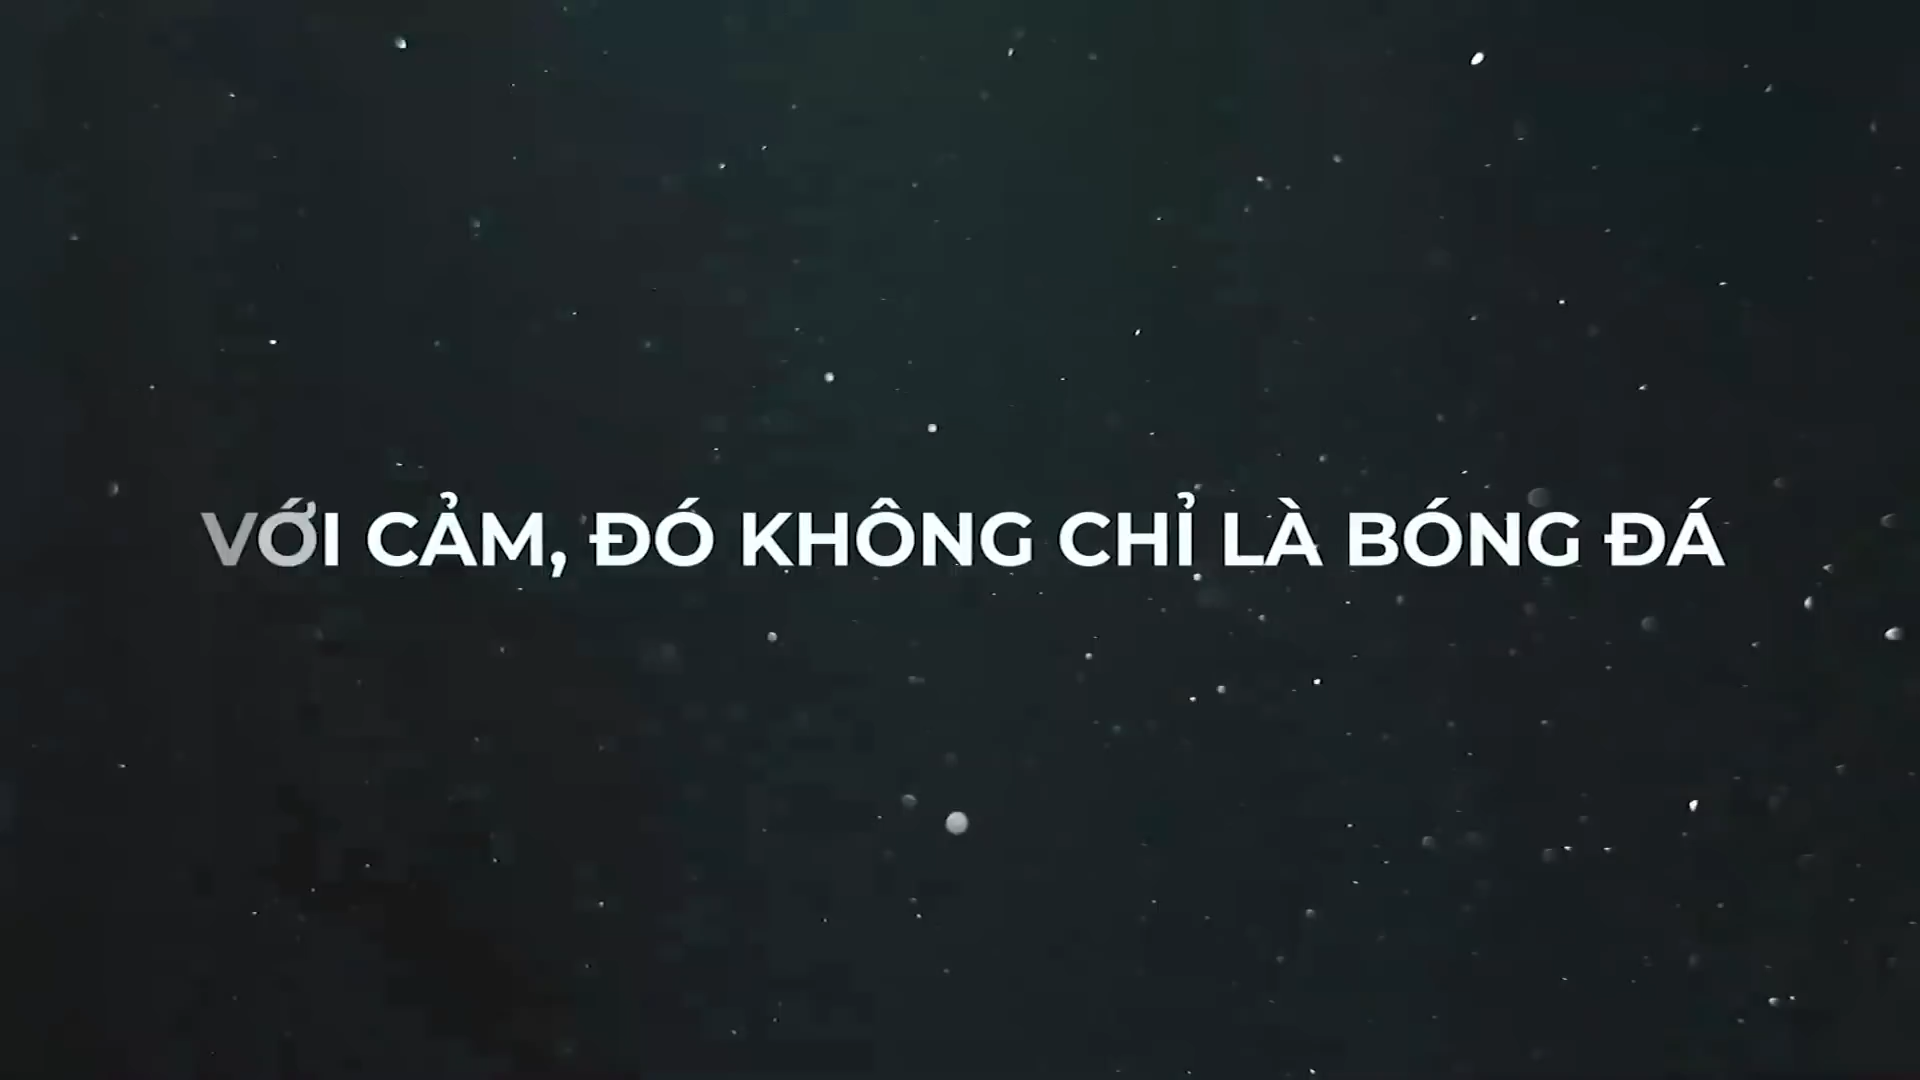 VỚI CẢM, ĐÓ KHÔNG CHỈ LÀ BÓNG ĐÁ